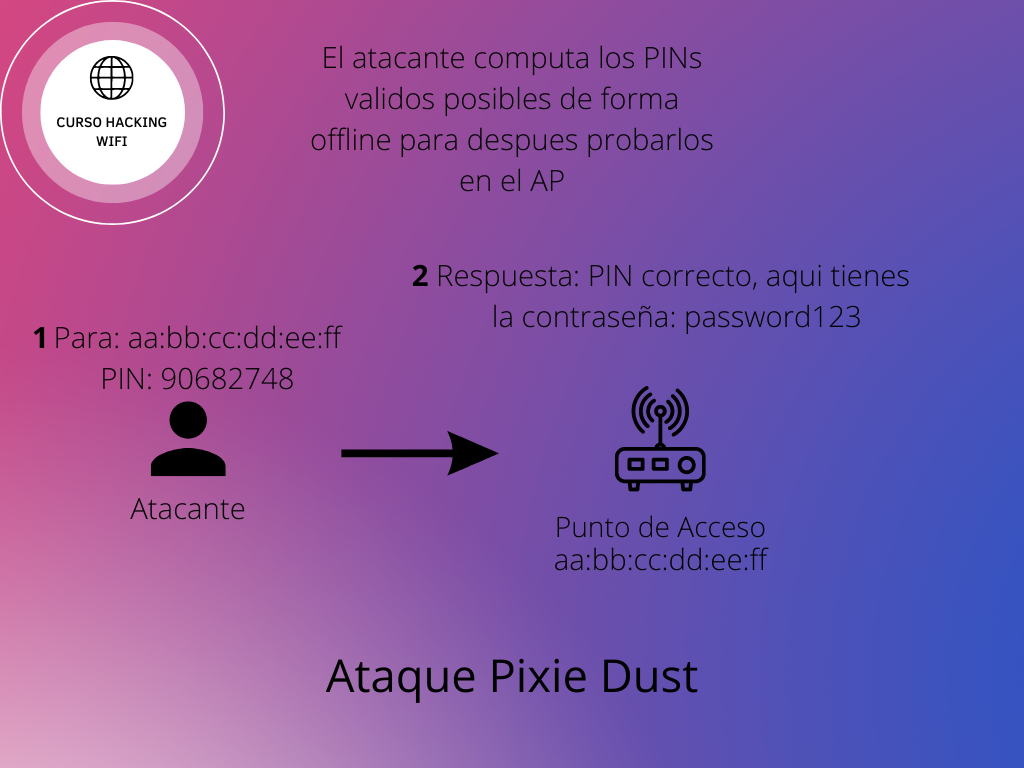 CURSO HACKING
WIFI
El atacante computa los PINs
validos posibles de forma
offline para despues probarlos
en el AP
2 Respuesta: PIN correcto, aqui tienes
la contraseña: password123
1 Para: aa:bb:cc:dd:ee:ff
PIN: 90682748
Atacante
Punto de Acceso
aa:bb:cc:dd:ee:ff
Ataque Pixie Dust